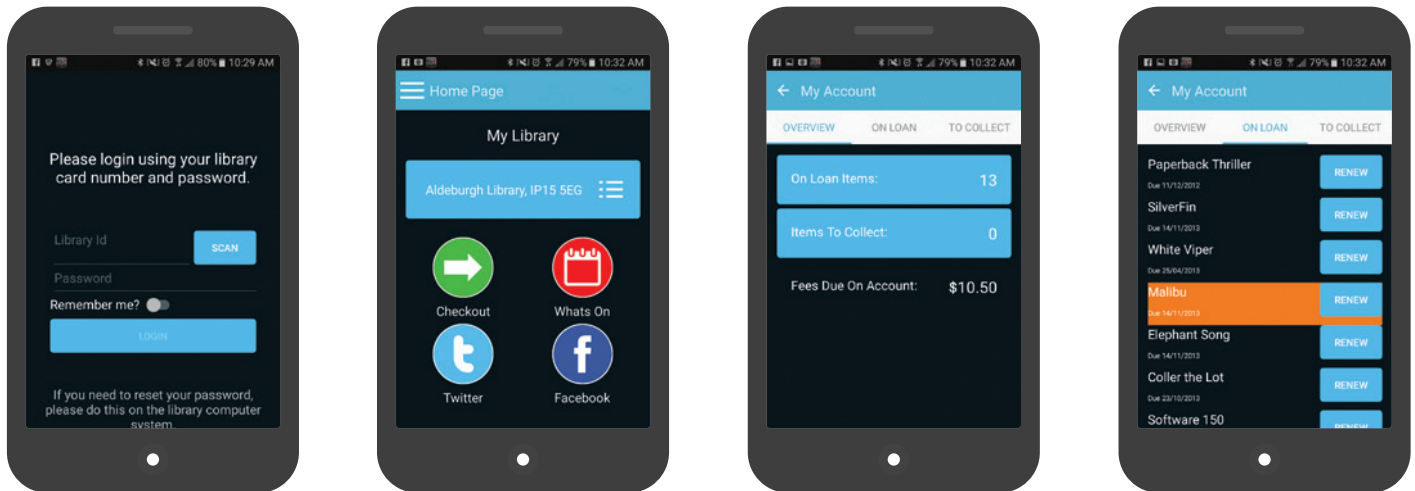 80% 10:29 AM
Please login using your library
card number and password.
Library Id
SCAN
Password
Remember me?
LOGIN
If you need to reset your password,
please do this on the library computer
system.
79% 10:32 AM
Home Page
My Library
Aldeburgh Library, IP15 5EG
Checkout
Whats On
Twitter
Facebook
79% 10:32 AM
My Account
OVERVIEW ON LOAN TO COLLECT
On Loan Items: 13
Items To Collect: 0
Fees Due On Account: $10.50
79% 10:32 AM
My Account
OVERVIEW ON LOAN TO COLLECT
Paperback Thriller
RENEW
Due 11/12/2012
SilverFin
RENEW
Due 14/11/2013
White Viper
RENEW
Due 25/04/2013
Malibu
RENEW
Due 14/11/2013
Elephant Song
RENEW
Due 14/11/2013
Coller the Lot
RENEW
Due 23/10/2013
Software 150
RENEW